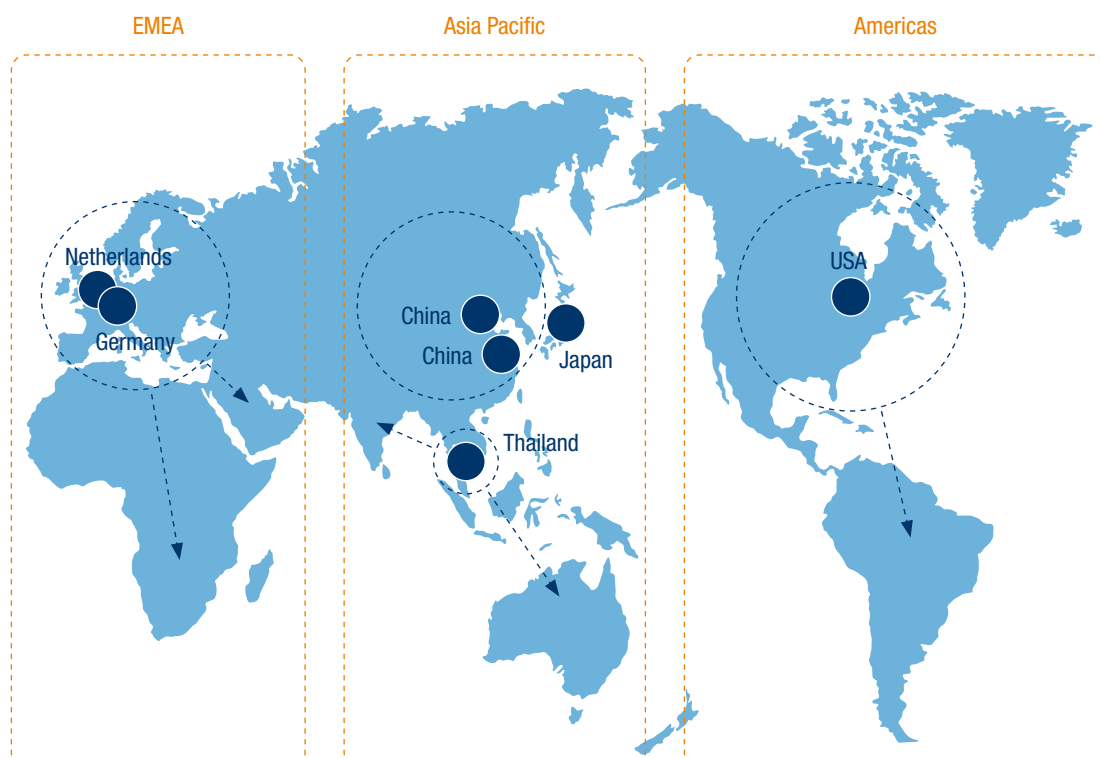 EMEA
Asia Pacific
Americas
Netherlands
Germany
China
China
Japan
Thailand
USA